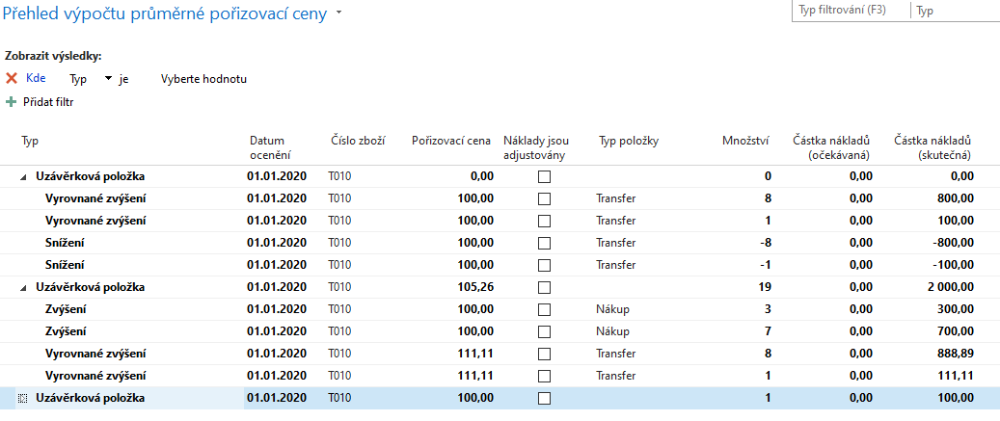 Přehled výpočtu průměrné pořizovací ceny
Typ filtrování (F3) Typ
Zobrazit výsledky:
Kde Typ je Vyberte hodnotu
Přidat filtr
Typ Datum ocenění Číslo zboží Pořizovací cena Náklady jsou adjustovány Typ položky Množství Částka nákladů (očekávaná) Částka nákladů (skutečná)
Uzávěrková položka 01.01.2020 T010 0,00 0 0,00 0,00
Vyrovnané zvýšení 01.01.2020 T010 100,00 Transfer 8 0,00 800,00
Vyrovnané zvýšení 01.01.2020 T010 100,00 Transfer 1 0,00 100,00
Snížení 01.01.2020 T010 100,00 Transfer -8 0,00 -800,00
Snížení 01.01.2020 T010 100,00 Transfer -1 0,00 -100,00
Uzávěrková položka 01.01.2020 T010 105,26 19 0,00 2 000,00
Zvýšení 01.01.2020 T010 100,00 Nákup 3 0,00 300,00
Zvýšení 01.01.2020 T010 100,00 Nákup 7 0,00 700,00
Vyrovnané zvýšení 01.01.2020 T010 111,11 Transfer 8 0,00 888,89
Vyrovnané zvýšení 01.01.2020 T010 111,11 Transfer 1 0,00 111,11
Uzávěrková položka 01.01.2020 T010 100,00 1 0,00 100,00